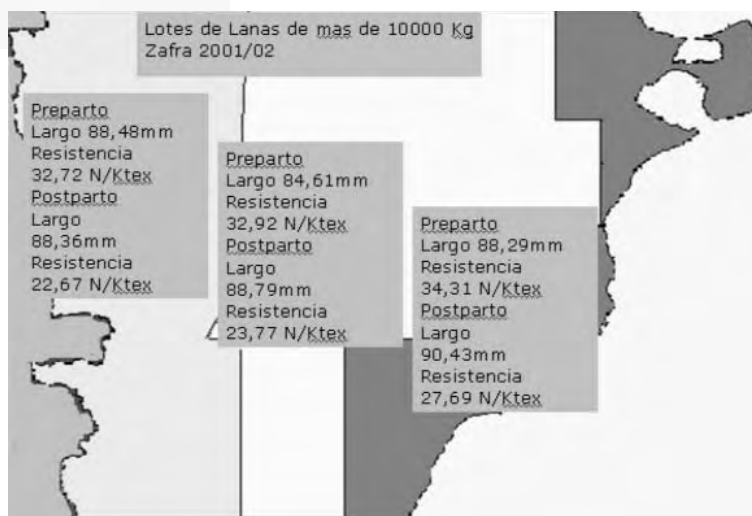 Lotes de Lanas de mas de 10000 Kg
Zafra 2001/02
Preparto
Largo 88,48mm
Resistencia
32,72 N/Ktex
Postparto
Largo
88,36mm
Resistencia
22,67 N/Ktex
Preparto
Largo 84,61mm
Resistencia
32,92 N/Ktex
Postparto
Largo
88,79mm
Resistencia
23,77 N/Ktex
Preparto
Largo 88,29mm
Resistencia
34,31 N/Ktex
Postparto
Largo
90,43mm
Resistencia
27,69 N/Ktex